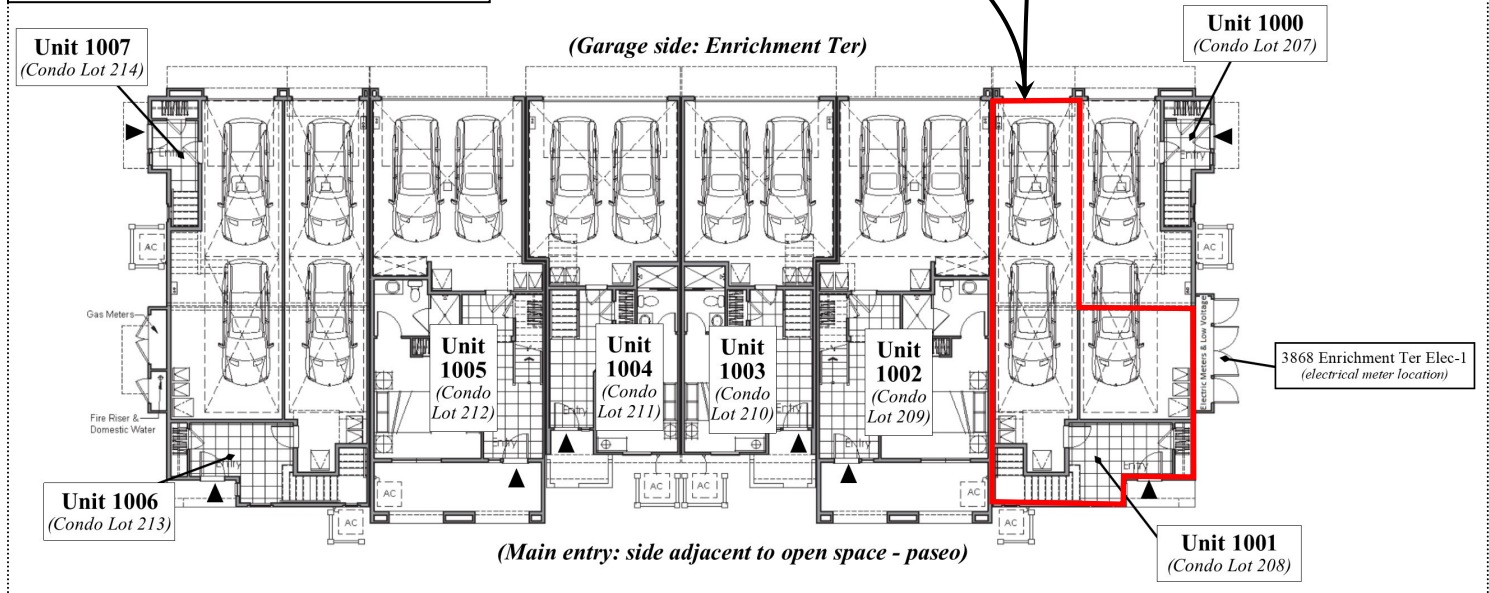 Unit 1000
(Condo Lot 207)
Unit 1007
(Condo Lot 214)
(Garage side: Enrichment Ter)
Entry
Entry
AC
AC
Gas Meters
Electric Meters & Low Voltage
Unit
1005
(Condo
Lot 212)
Unit
1004
(Condo
Lot 211)
Unit
1003
(Condo
Lot 210)
Unit
1002
(Condo
Lot 209)
3868 Enrichment Ter Elec-1
(electrical meter location)
Fire Riser &
Domestic Water
Entry
Entry
Entry
Entry
Entry
Entry
AC
AC
AC
AC
AC
AC
Unit 1006
(Condo Lot 213)
(Main entry: side adjacent to open space - paseo)
Unit 1001
(Condo Lot 208)